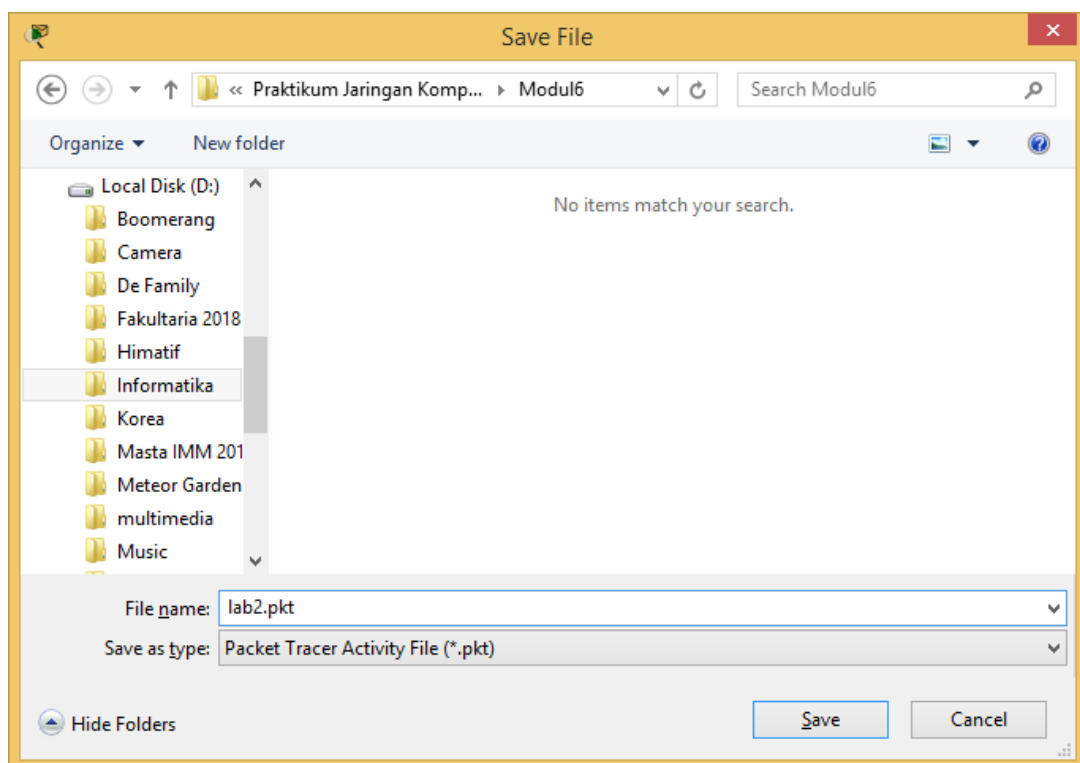 Save File
« Praktikum Jaringan Komp... Modul6 Search Modul6
Organize New folder
Local Disk (D:)
Boomerang
Camera
De Family
Fakultaria 2018
Himatif
Informatika
Korea
Masta IMM 201
Meteor Garden
multimedia
Music
No items match your search.
File name: lab2.pkt
Save as type: Packet Tracer Activity File (*.pkt)
Hide Folders Save Cancel